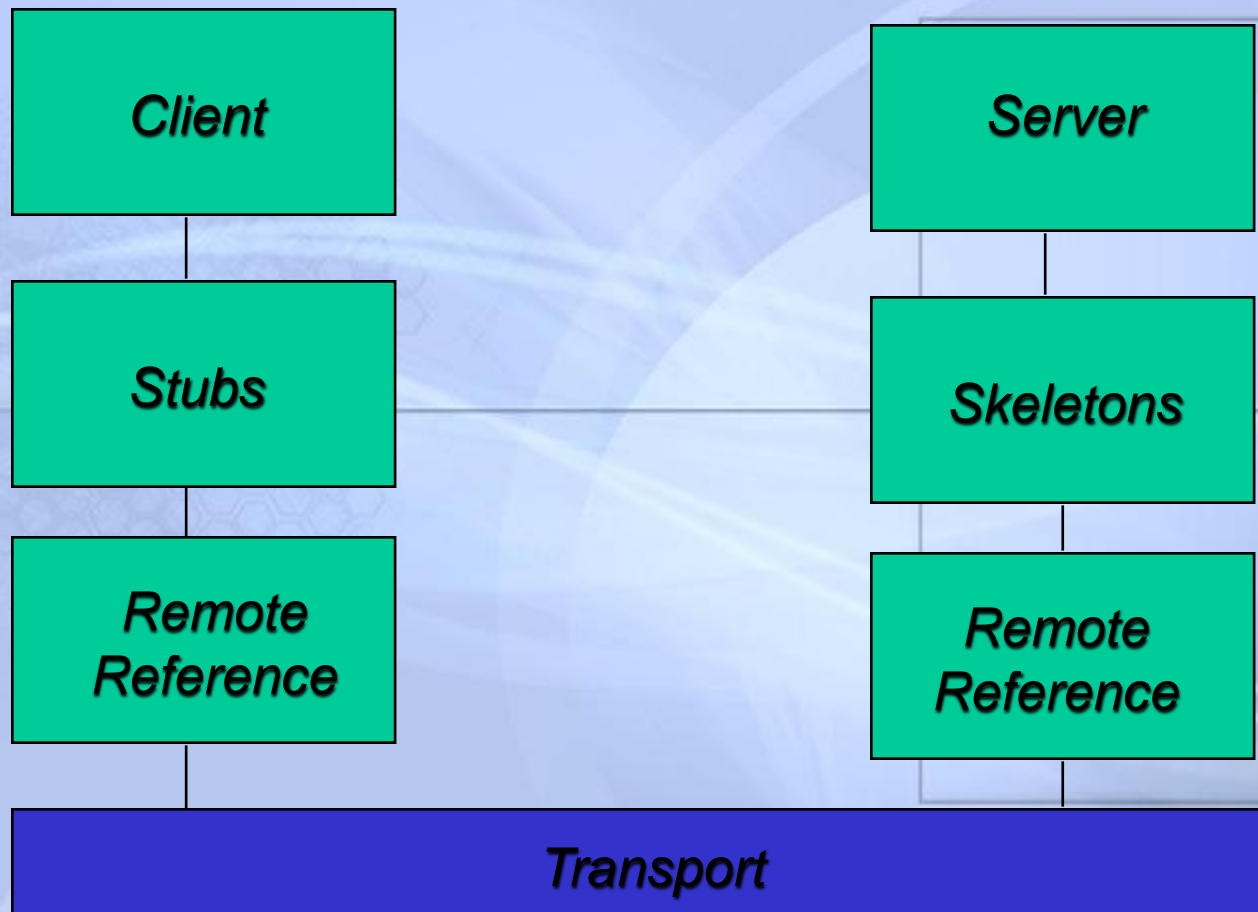 Client
Server
Stubs
Skeletons
Remote
Reference
Remote
Reference
Transport